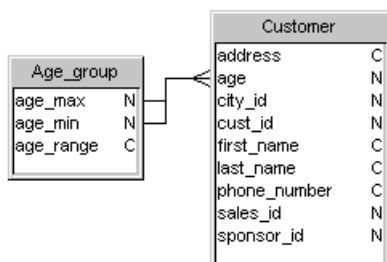 Age_group
age_max N
age_min N
age_range C
Customer
address C
age N
city_id N
cust_id N
first_name C
last_name C
phone_number C
sales_id N
sponsor_id N